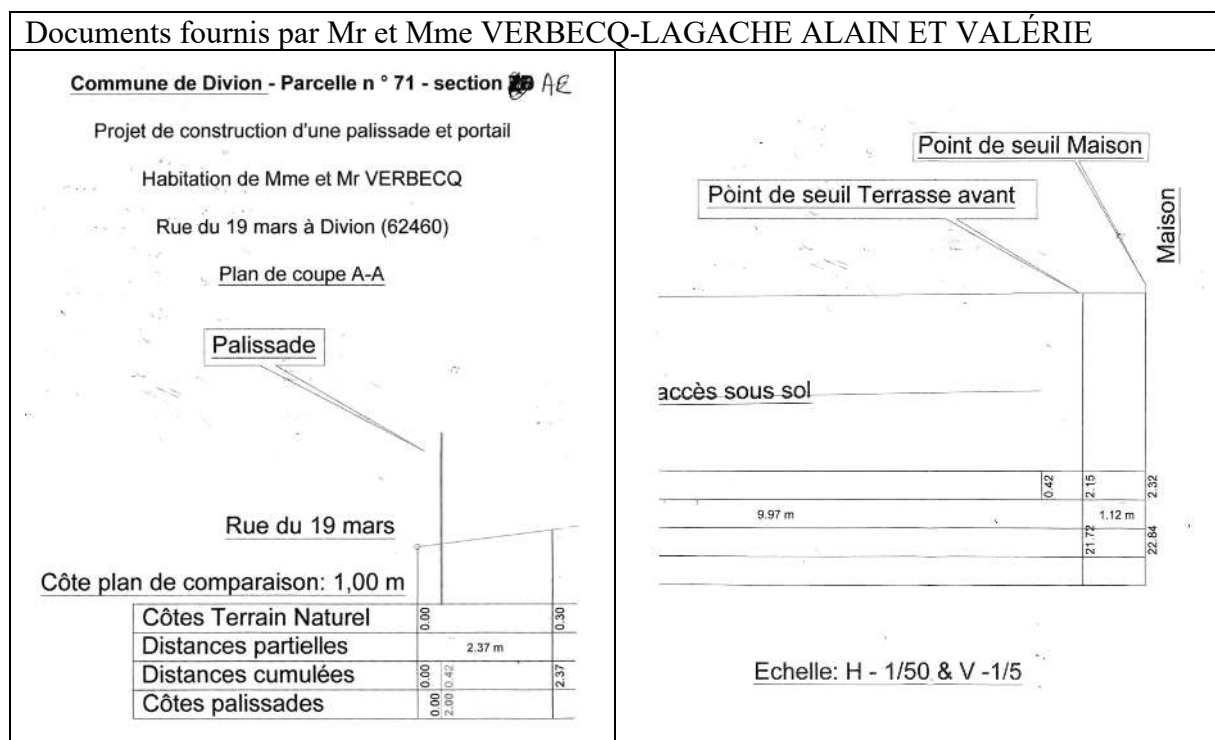 Documents fournis par Mr et Mme VERBECQ-LAGACHE ALAIN ET VALÉRIE
Commune de Divion - Parcelle n ° 71 - section AE
Projet de construction d'une palissade et portail
Habitation de Mme et Mr VERBECQ
Rue du 19 mars à Divion (62460)
Plan de coupe A-A
Palissade
Rue du 19 mars
Côte plan de comparaison: 1,00 m
Côtes Terrain Naturel 0.00 0.30
Distances partielles 2.37 m
Distances cumulées 0.00 0.42 2.37
Côtes palissades 0.00 2.00
Point de seuil Maison
Point de seuil Terrasse avant
Maison
accès sous sol
0.42 2.15 2.32
9.97 m 1.12 m
21.72 22.84
Echelle: H - 1/50 & V -1/5